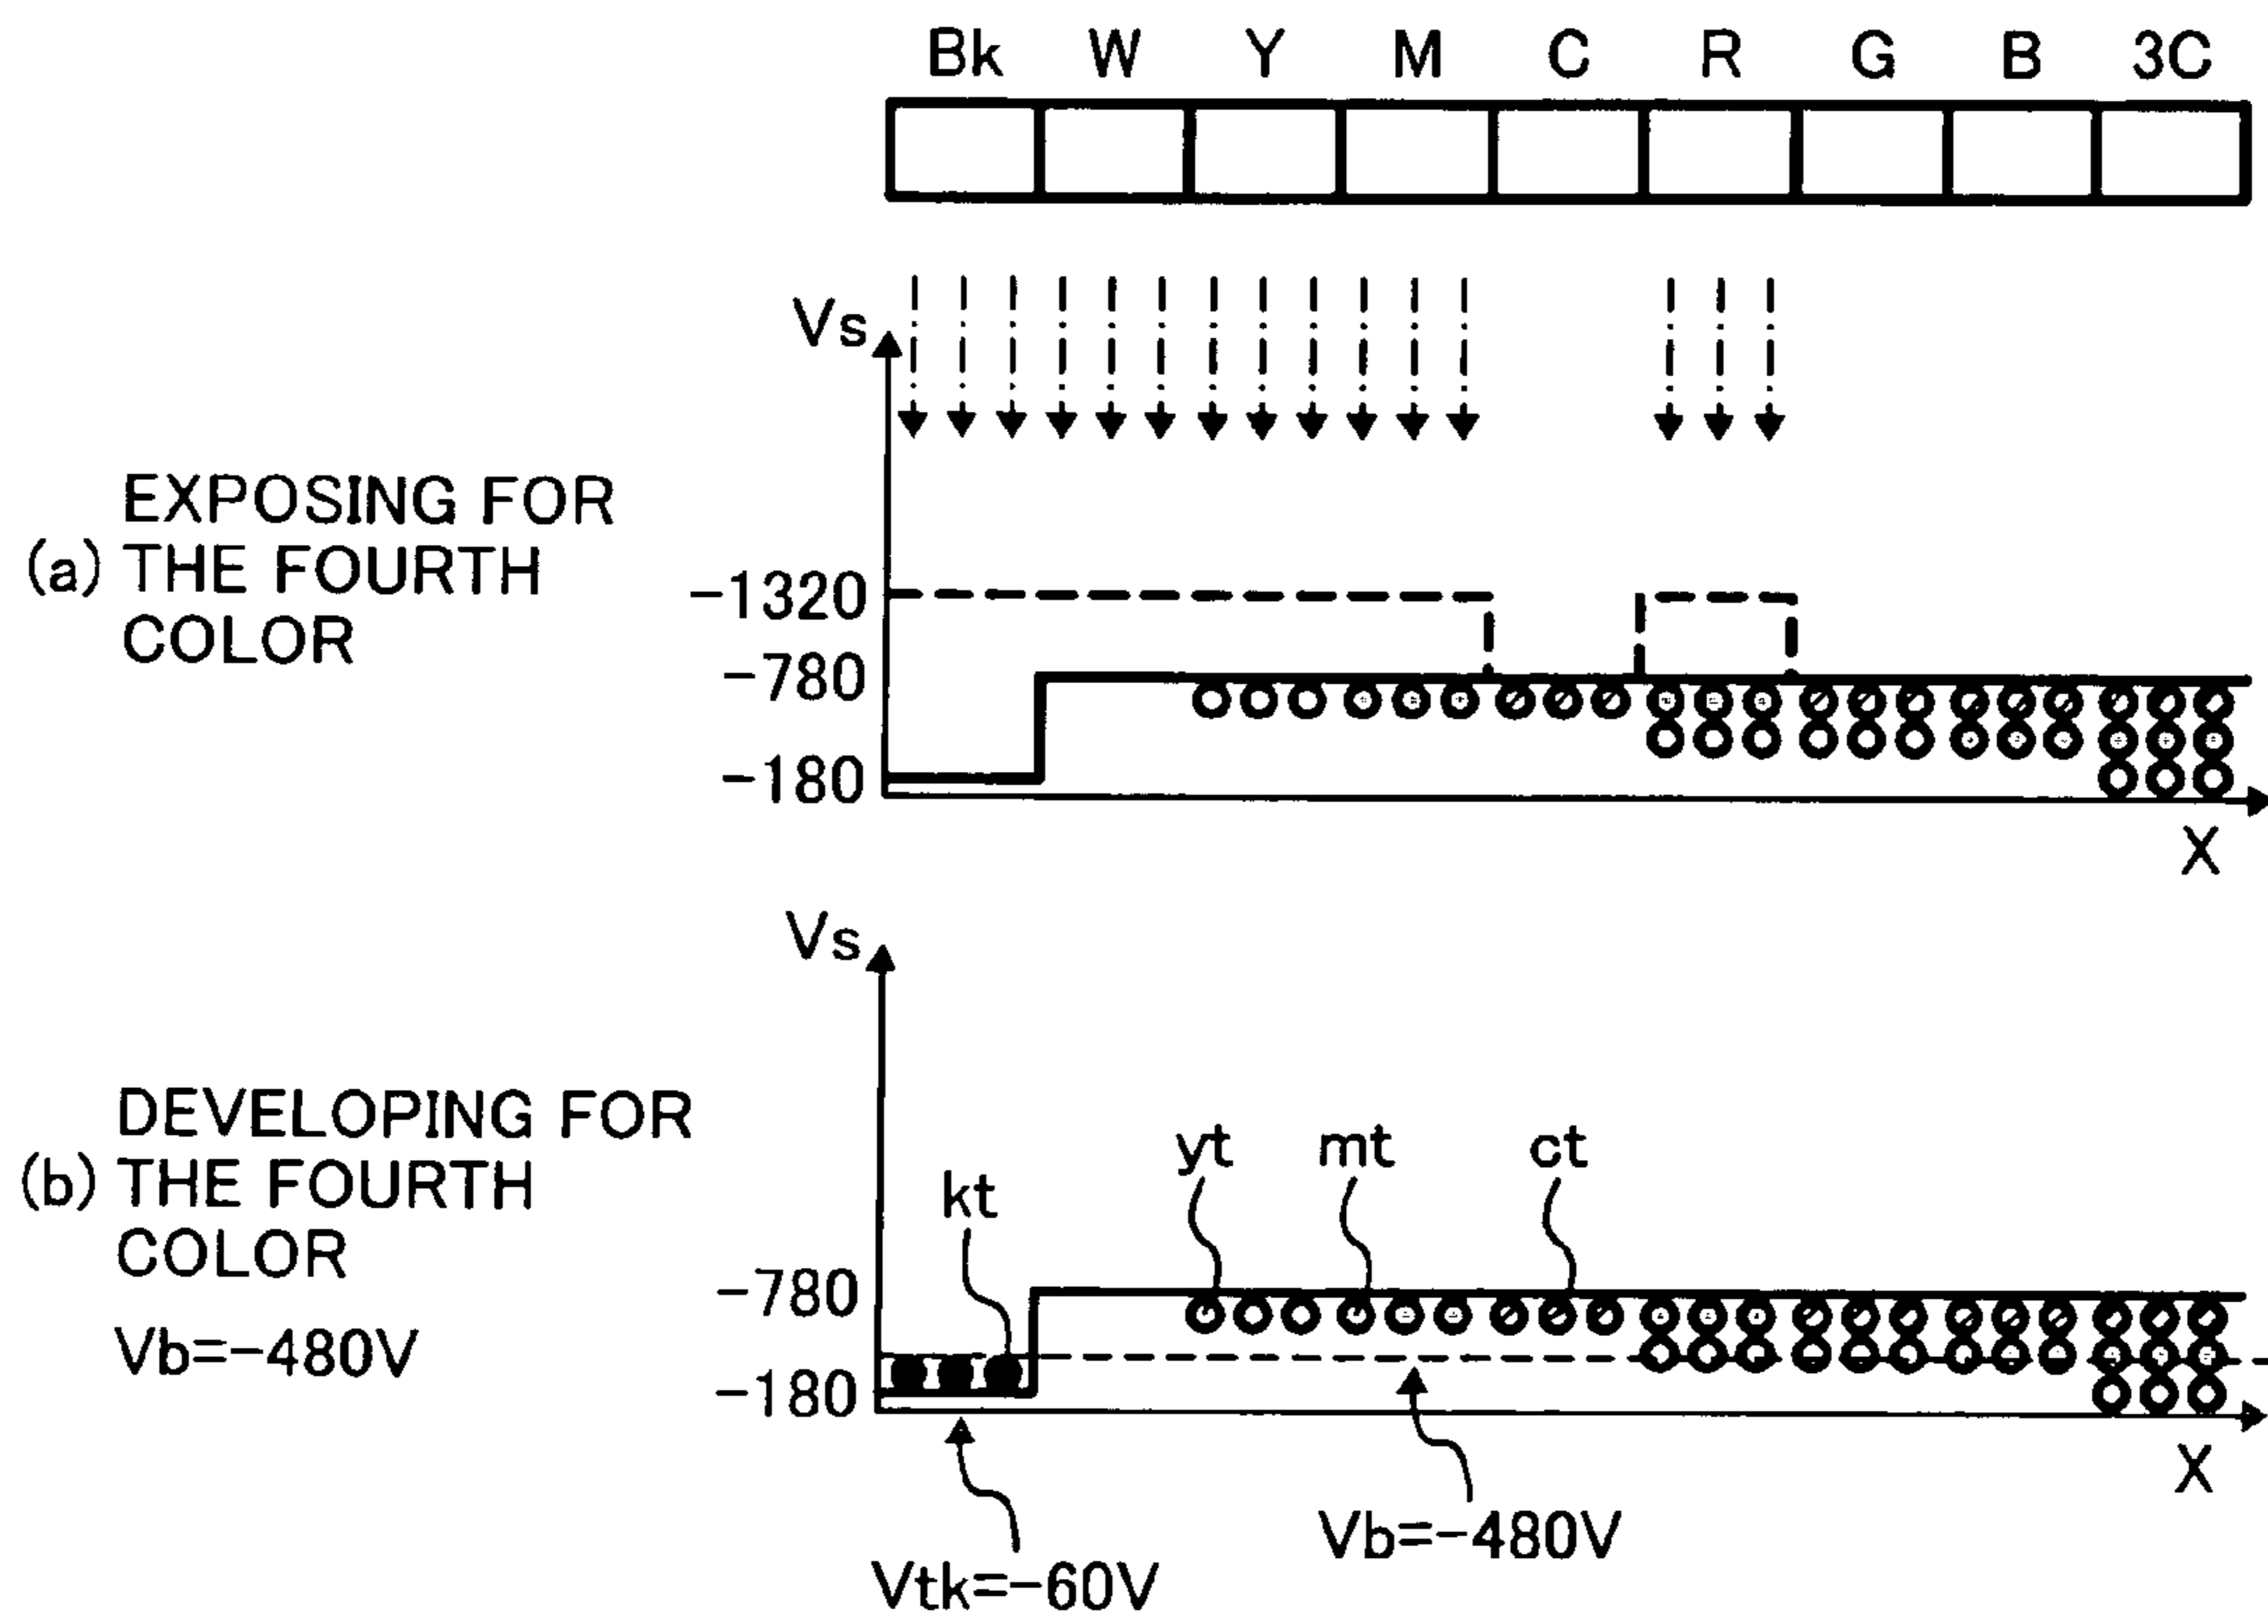 Bk W Y M C R G B 3C
Vs
(a) EXPOSING FOR
THE FOURTH
COLOR
-1320
-780
-180
X
Vs
(b) DEVELOPING FOR
THE FOURTH
COLOR
Vb=-480V
kt
yt
mt
ct
-780
-180
X
Vb=-480V
Vtk=-60V